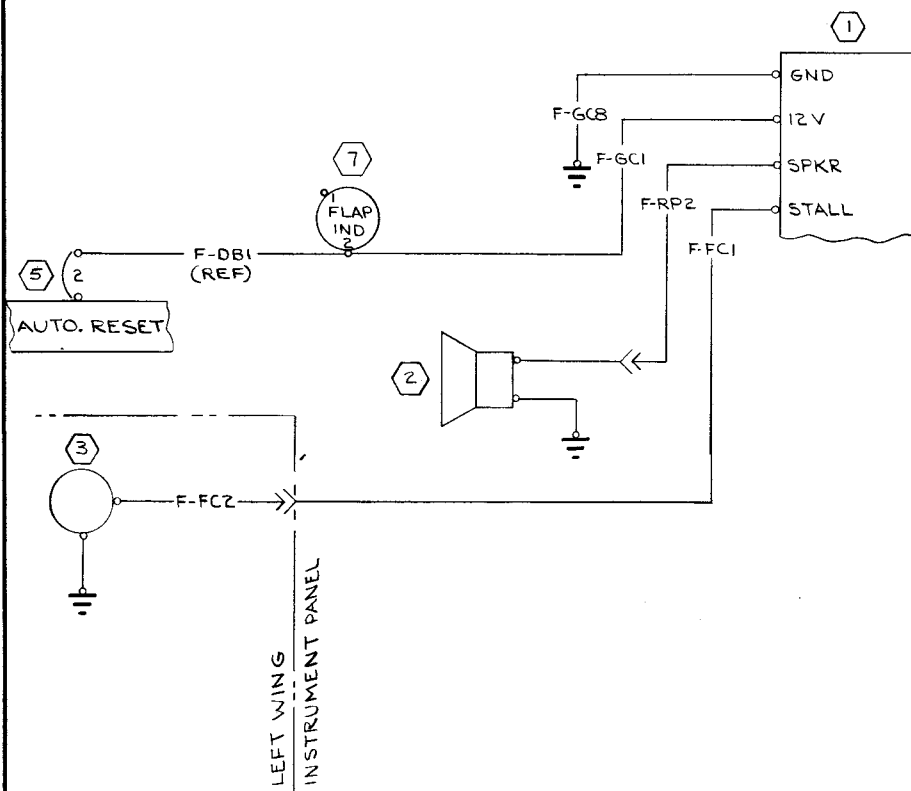 1
GND
F-GC8
12V
7
F-GC1
SPKR
1
FLAP
IND
2
F-RP2
STALL
F-FC1
F-DB1
(REF)
5
2
AUTO. RESET
2
3
F-FC2
LEFT WING
INSTRUMENT PANEL